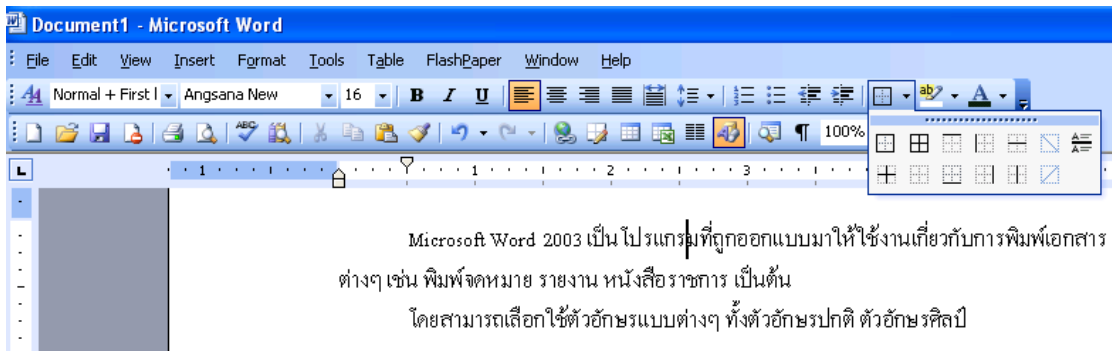 Document1 - Microsoft Word
File Edit View Insert Format Tools Table FlashPaper Window Help
Normal + First l Angsana New 16 B I U
100%
1 1 2 3
Microsoft Word 2003 เป็นโปรแกรมที่ถูกออกแบบมาให้ใช้งานเกี่ยวกับการพิมพ์เอกสาร
ต่างๆ เช่น พิมพ์จดหมาย รายงาน หนังสือราชการ เป็นต้น
โดยสามารถเลือกใช้ตัวอักษรแบบต่างๆ ทั้งตัวอักษรปกติ ตัวอักษรศิลป์